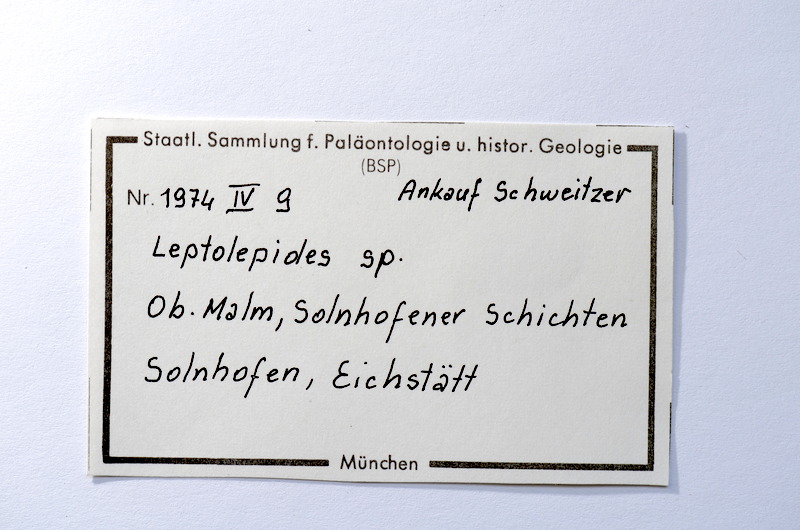 Staatl. Sammlung f. Paläontologie u. histor. Geologie
(BSP)
Nr. 1974 IV 9 Ankauf Schweitzer
Leptolepides sp.
Ob. Malm, Solnhofener Schichten
Solnhofen, Eichstätt
München